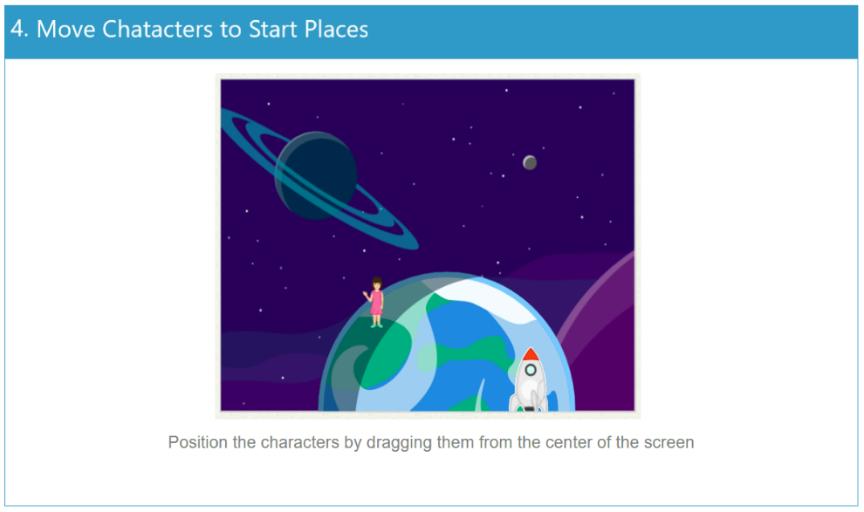 4. Move Chatacters to Start Places
Position the characters by dragging them from the center of the screen